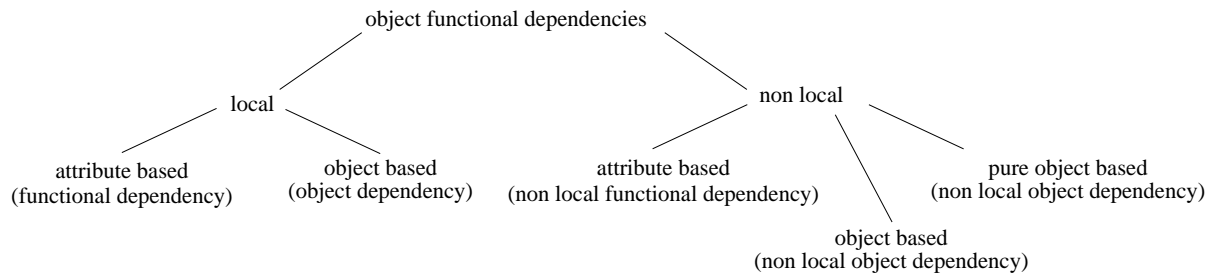 object functional dependencies
local
non local
attribute based
(functional dependency)
object based
(object dependency)
attribute based
(non local functional dependency)
pure object based
(non local object dependency)
object based
(non local object dependency)